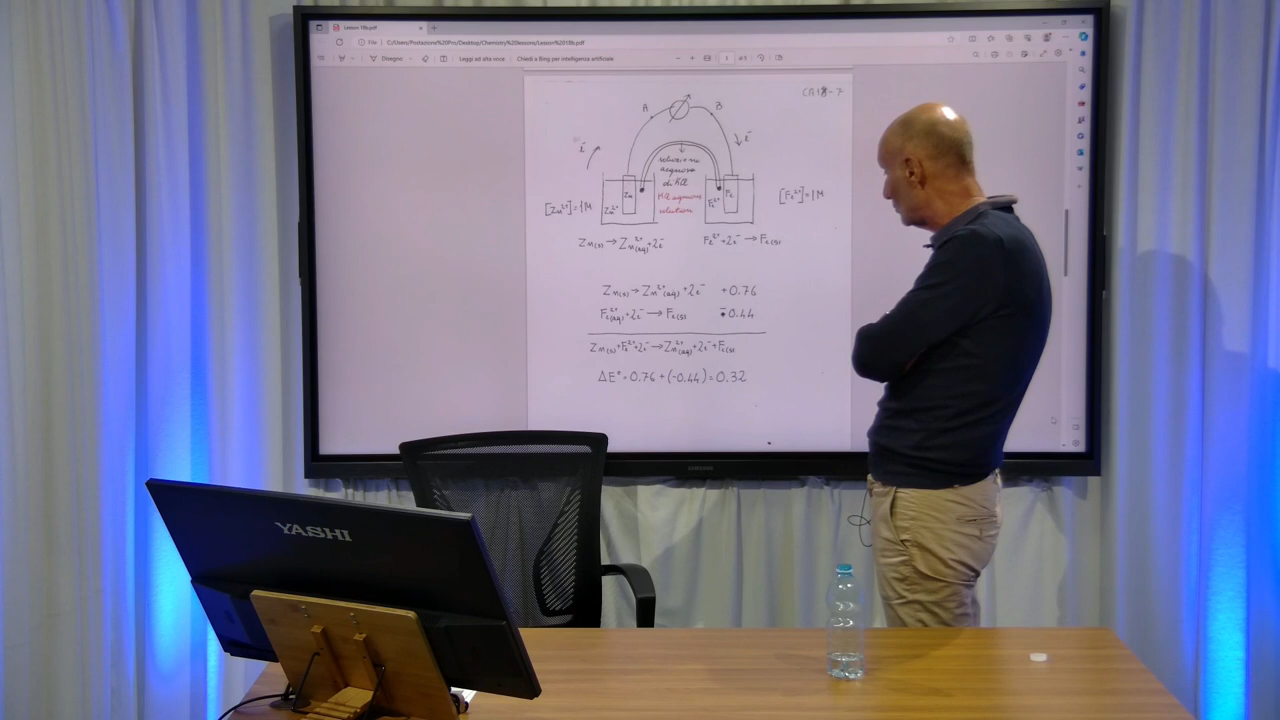 Lesson 18b.pdf
File
C:/Users/Postazione%20Pro/Desktop/Chemistry%20lessons/Lesson%2018b.pdf
Disegno
Leggi ad alta voce
Chiedi a Bing per intelligenza artificiale
A
B
e⁻
e⁻
soluzione
acquosa
di KCl
KCl aqueous
solution
Zn
Zn²⁺
Fe²⁺
Fe
[Zn²⁺]=1M
[Fe²⁺]=1M
Zn(s) → Zn²⁺(aq)+2e⁻
Fe²⁺+2e⁻ → Fe(s)
Zn(s) → Zn²⁺(aq)+2e⁻ +0.76
Fe²⁺(aq)+2e⁻ → Fe(s) -0.44
Zn(s)+Fe²⁺+2e⁻ → Zn²⁺(aq)+2e⁻+Fe(s)
ΔE°=0.76+(-0.44)=0.32
SAMSUNG
YASHI